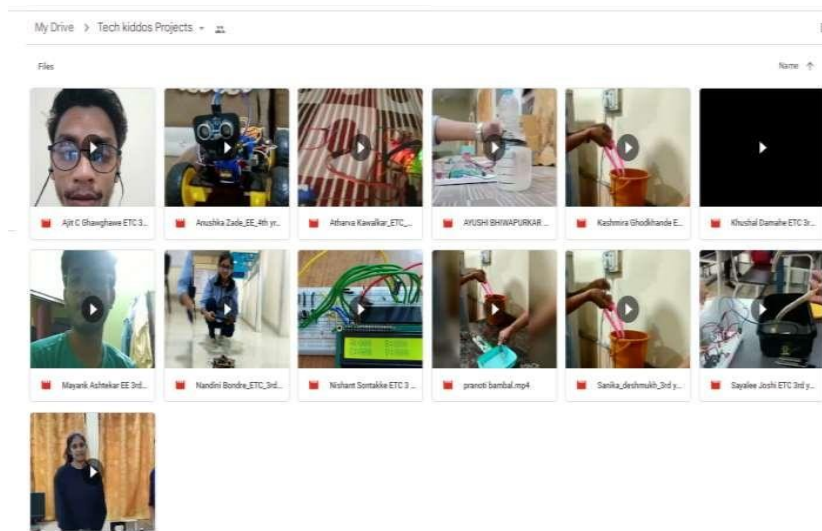 My Drive > Tech kiddos Projects
Files
Name ↑
Ajit C Ghawghawe ETC 3...
Anushka Zade_EE_4th yr...
Atharva Kawalkar_ETC_...
AYUSHI BHIWAPURKAR ...
Kashmira Ghodkhande E...
Khushal Damahe ETC 3r...
Mayank Ashtekar EE 3rd...
Nandini Bondre_ETC_3rd...
Nishant Sontakke ETC 3 ...
pranoti bambal.mp4
Sanika_deshmukh_3rd y...
Sayalee Joshi ETC 3rd y...